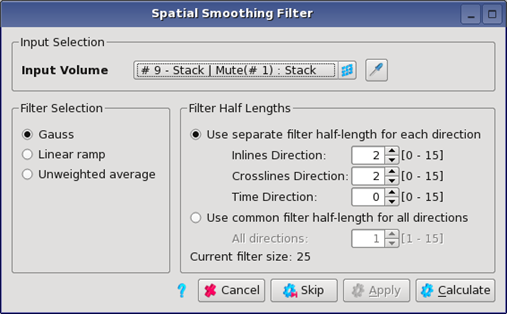 Spatial Smoothing Filter
Input Selection
Input Volume # 9 - Stack | Mute(# 1) : Stack
Filter Selection
Gauss
Linear ramp
Unweighted average
Filter Half Lengths
Use separate filter half-length for each direction
Inlines Direction: 2 [0 - 15]
Crosslines Direction: 2 [0 - 15]
Time Direction: 0 [0 - 15]
Use common filter half-length for all directions
All directions: 1 [1 - 15]
Current filter size: 25
? Cancel Skip Apply Calculate